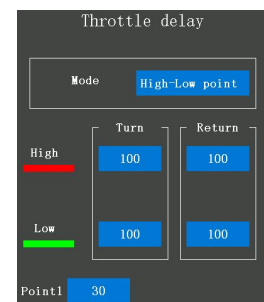 Throttle delay
Mode High-Low point
Turn Return
High 100 100
Low 100 100
Point1 30